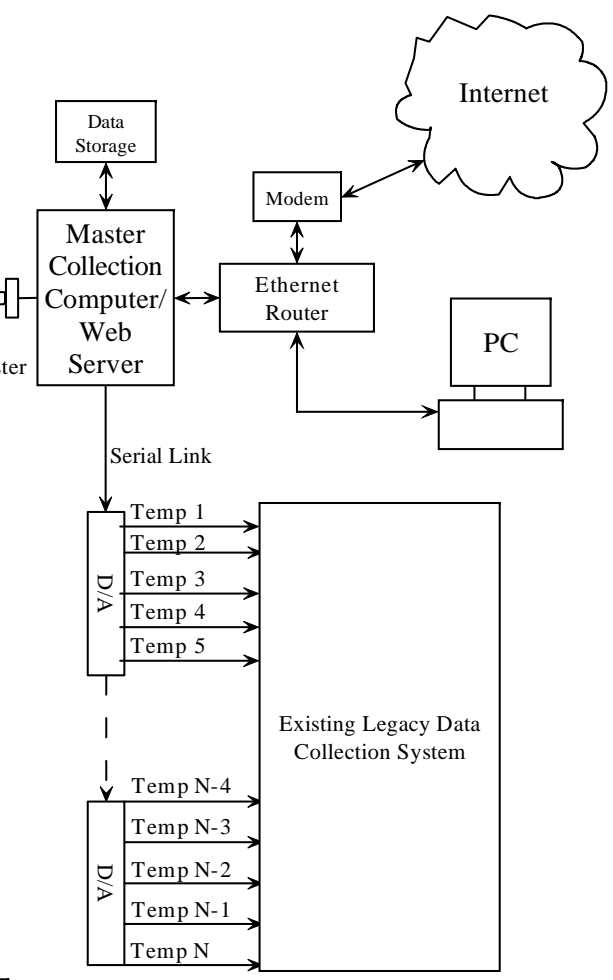 Internet
Data
Storage
Modem
Master
Collection
Computer/
Web
Server
Ethernet
Router
PC
ster
Serial Link
Temp 1
Temp 2
Temp 3
Temp 4
Temp 5
D/A
Existing Legacy Data
Collection System
Temp N-4
Temp N-3
Temp N-2
Temp N-1
Temp N
D/A